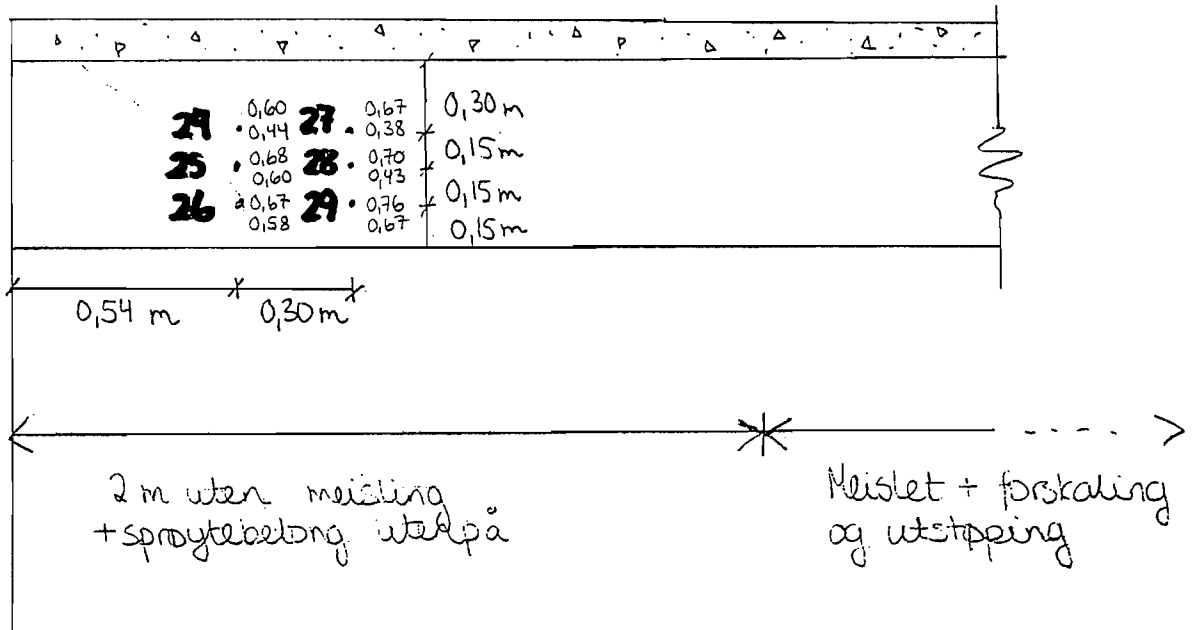 0,60 0,67
24 0,44 27 0,38 0,30 m
25 0,68 28 0,70 0,15 m
0,60 0,43
26 0,67 29 0,76 0,15 m
0,58 0,67 0,15 m
0,54 m 0,30 m
2 m uten meisling
+ sprøytebetong utenpå
Meislet + forskaling
og utstøping